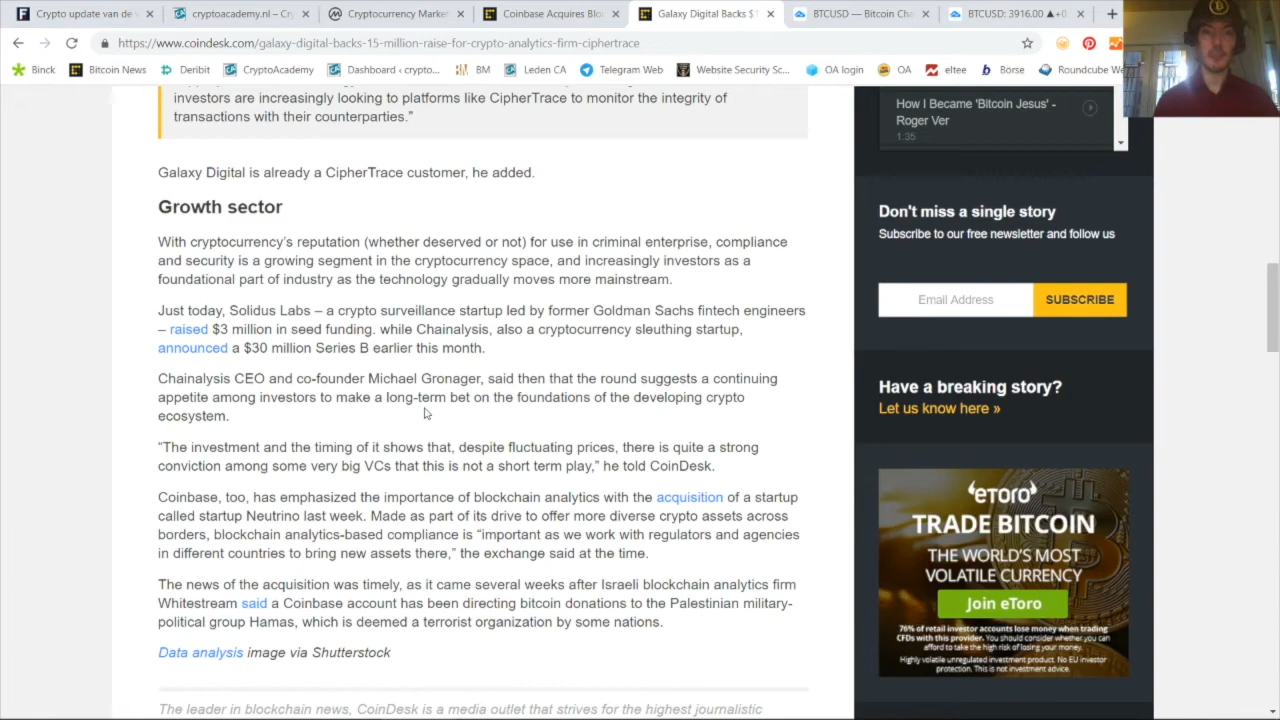 Crypto update van de
cryptoacademy.nl – Cry
Cryptocurrency Market
Coinbase Acquires Bloc
Galaxy Digital Backs $1
BTCUSD — Bitcoin Cha
BTCUSD: 3916.00 ▲+0
https://www.coindesk.com/galaxy-digital-backs-15-million-raise-for-crypto-analytics-firm-ciphertrace
Binck
Bitcoin News
Deribit
CryptoAcademy
Dashboard ‹ crypto...
BM
Leden CA
Telegram Web
Website Security Sc...
OA login
OA
eltee
Börse
Roundcube We
investors are increasingly looking to platforms like CipherTrace to monitor the integrity of
transactions with their counterparties.”
Galaxy Digital is already a CipherTrace customer, he added.
Growth sector
With cryptocurrency’s reputation (whether deserved or not) for use in criminal enterprise, compliance
and security is a growing segment in the cryptocurrency space, and increasingly investors as a
foundational part of industry as the technology gradually moves more mainstream.
Just today, Solidus Labs – a crypto surveillance startup led by former Goldman Sachs fintech engineers
– raised $3 million in seed funding. while Chainalysis, also a cryptocurrency sleuthing startup,
announced a $30 million Series B earlier this month.
Chainalysis CEO and co-founder Michael Gronager, said then that the round suggests a continuing
appetite among investors to make a long-term bet on the foundations of the developing crypto
ecosystem.
“The investment and the timing of it shows that, despite fluctuating prices, there is quite a strong
conviction among some very big VCs that this is not a short term play,” he told CoinDesk.
Coinbase, too, has emphasized the importance of blockchain analytics with the acquisition of a startup
called startup Neutrino last week. Made as part of its drive to offer more diverse crypto assets across
borders, blockchain analytics-based compliance is “important as we work with regulators and agencies
in different countries to bring new assets there,” the exchange said at the time.
The news of the acquisition was timely, as it came several weeks after Israeli blockchain analytics firm
Whitestream said a Coinbase account has been directing bitcoin donations to the Palestinian military-
political group Hamas, which is deemed a terrorist organization by some nations.
Data analysis image via Shutterstock
The leader in blockchain news, CoinDesk is a media outlet that strives for the highest journalistic
How I Became 'Bitcoin Jesus' -
Roger Ver
1:35
Don't miss a single story
Subscribe to our free newsletter and follow us
Email Address
SUBSCRIBE
Have a breaking story?
Let us know here »
eToro
TRADE BITCOIN
THE WORLD'S MOST
VOLATILE CURRENCY
Join eToro
76% of retail investor accounts lose money when trading
CFDs with this provider. You should consider whether you can
afford to take the high risk of losing your money.
Highly volatile unregulated investment product. No EU investor
protection. This is not investment advice.